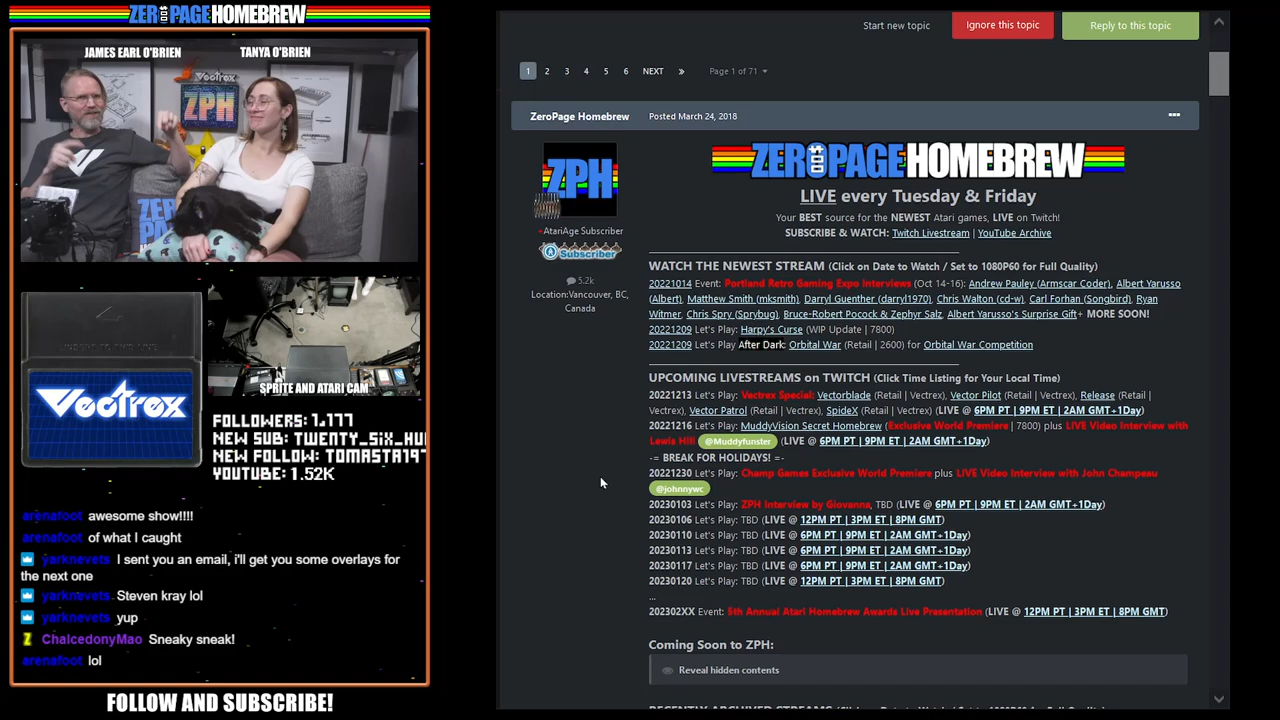 ZEROPAGE HOMEBREW
JAMES EARL O'BRIEN
TANYA O'BRIEN
Vectrex
ZPH
Vectrex
SPRITE AND ATARI CAM
FOLLOWERS: 1,177
NEW SUB: TWENTY_SIX_HU
NEW FOLLOW: TOMASTA197
YOUTUBE: 1.52K
arenafoot awesome show!!!!
arenafoot of what I caught
yarknevets I sent you an email, i'll get you some overlays for
the next one
yarknevets Steven kray lol
yarknevets yup
ChalcedonyMao Sneaky sneak!
arenafoot lol
FOLLOW AND SUBSCRIBE!
Start new topic
Ignore this topic
Reply to this topic
1 2 3 4 5 6 NEXT » Page 1 of 71
ZeroPage Homebrew Posted March 24, 2018
ZPH
AtariAge Subscriber
Subscriber
5.2k
Location:Vancouver, BC,
Canada
ZEROPAGE HOMEBREW
LIVE every Tuesday & Friday
Your BEST source for the NEWEST Atari games, LIVE on Twitch!
SUBSCRIBE & WATCH: Twitch Livestream | YouTube Archive
WATCH THE NEWEST STREAM (Click on Date to Watch / Set to 1080P60 for Full Quality)
20221014 Event: Portland Retro Gaming Expo Interviews (Oct 14-16): Andrew Pauley (Armscar Coder), Albert Yarusso
(Albert), Matthew Smith (mksmith), Darryl Guenther (darryl1970), Chris Walton (cd-w), Carl Forhan (Songbird), Ryan
Witmer, Chris Spry (Sprybug), Bruce-Robert Pocock & Zephyr Salz, Albert Yarusso's Surprise Gift+ MORE SOON!
20221209 Let's Play: Harpy's Curse (WIP Update | 7800)
20221209 Let's Play After Dark: Orbital War (Retail | 2600) for Orbital War Competition
UPCOMING LIVESTREAMS on TWITCH (Click Time Listing for Your Local Time)
20221213 Let's Play: Vectrex Special: Vectorblade (Retail | Vectrex), Vector Pilot (Retail | Vectrex), Release (Retail |
Vectrex), Vector Patrol (Retail | Vectrex), SpideX (Retail | Vectrex) (LIVE @ 6PM PT | 9PM ET | 2AM GMT+1Day)
20221216 Let's Play: MuddyVision Secret Homebrew (Exclusive World Premiere | 7800) plus LIVE Video Interview with
Lewis Hill @Muddyfunster (LIVE @ 6PM PT | 9PM ET | 2AM GMT+1Day)
-= BREAK FOR HOLIDAYS! =-
20221230 Let's Play: Champ Games Exclusive World Premiere plus LIVE Video Interview with John Champeau
@johnnywc
20230103 Let's Play: ZPH Interview by Giovanna, TBD (LIVE @ 6PM PT | 9PM ET | 2AM GMT+1Day)
20230106 Let's Play: TBD (LIVE @ 12PM PT | 3PM ET | 8PM GMT)
20230110 Let's Play: TBD (LIVE @ 6PM PT | 9PM ET | 2AM GMT+1Day)
20230113 Let's Play: TBD (LIVE @ 6PM PT | 9PM ET | 2AM GMT+1Day)
20230117 Let's Play: TBD (LIVE @ 6PM PT | 9PM ET | 2AM GMT+1Day)
20230120 Let's Play: TBD (LIVE @ 12PM PT | 3PM ET | 8PM GMT)
...
202302XX Event: 5th Annual Atari Homebrew Awards Live Presentation (LIVE @ 12PM PT | 3PM ET | 8PM GMT)
Coming Soon to ZPH:
Reveal hidden contents